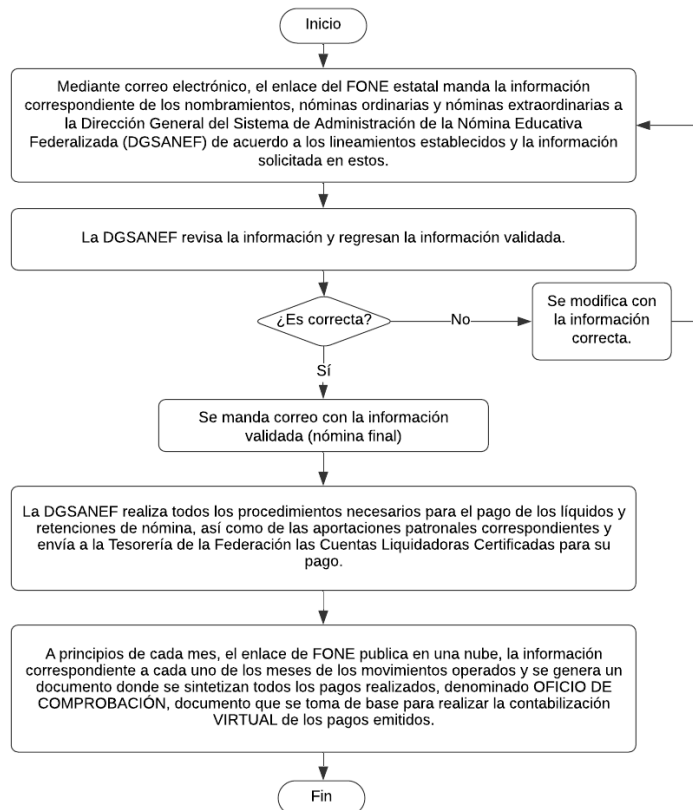 Inicio
Mediante correo electrónico, el enlace del FONE estatal manda la información
correspondiente de los nombramientos, nóminas ordinarias y nóminas extraordinarias a
la Dirección General del Sistema de Administración de la Nómina Educativa
Federalizada (DGSANEF) de acuerdo a los lineamientos establecidos y la información
solicitada en estos.
La DGSANEF revisa la información y regresan la información validada.
¿Es correcta?
No
Se modifica con
la información
correcta.
Sí
Se manda correo con la información
validada (nómina final)
La DGSANEF realiza todos los procedimientos necesarios para el pago de los líquidos y
retenciones de nómina, así como de las aportaciones patronales correspondientes y
envía a la Tesorería de la Federación las Cuentas Liquidadoras Certificadas para su
pago.
A principios de cada mes, el enlace de FONE publica en una nube, la información
correspondiente a cada uno de los meses de los movimientos operados y se genera un
documento donde se sintetizan todos los pagos realizados, denominado OFICIO DE
COMPROBACIÓN, documento que se toma de base para realizar la contabilización
VIRTUAL de los pagos emitidos.
Fin